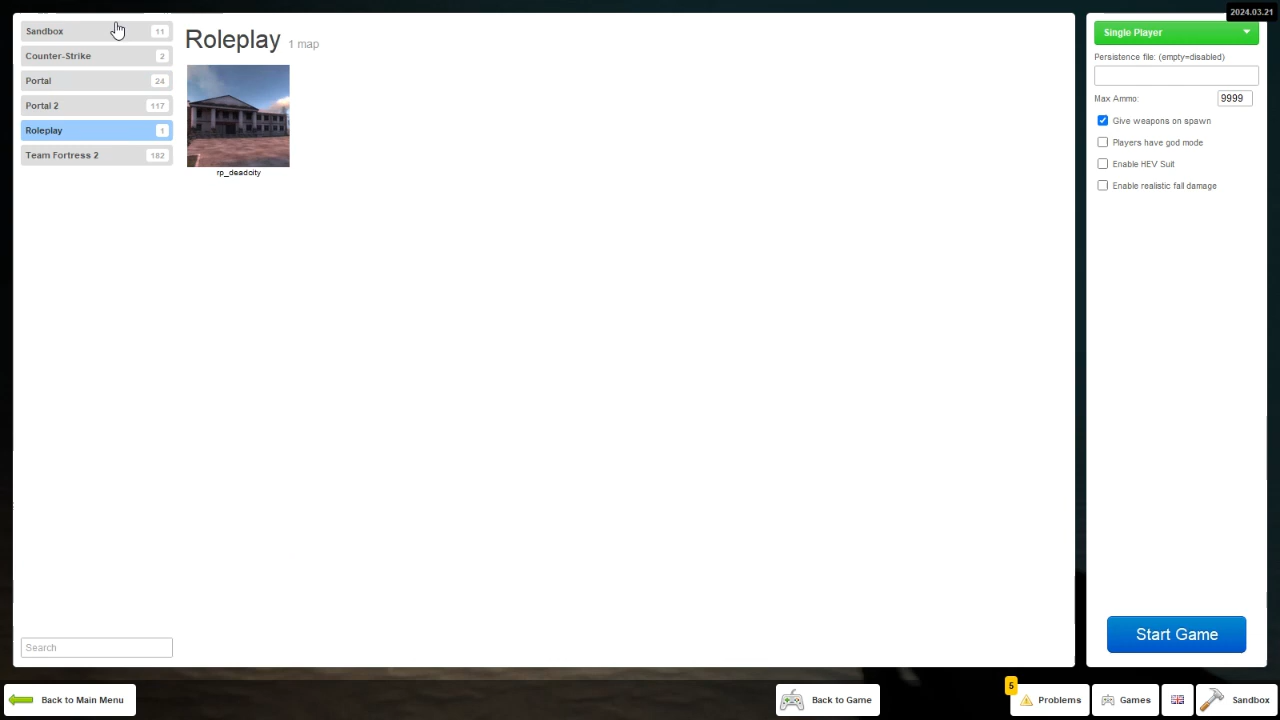 2024.03.21
Sandbox 11
Counter-Strike 2
Portal 24
Portal 2 117
Roleplay 1
Team Fortress 2 182
Search
Roleplay 1 map
rp_deadcity
Single Player
Persistence file: (empty=disabled)
Max Ammo: 9999
Give weapons on spawn
Players have god mode
Enable HEV Suit
Enable realistic fall damage
Start Game
Back to Main Menu
Back to Game
5
Problems
Games
Sandbox